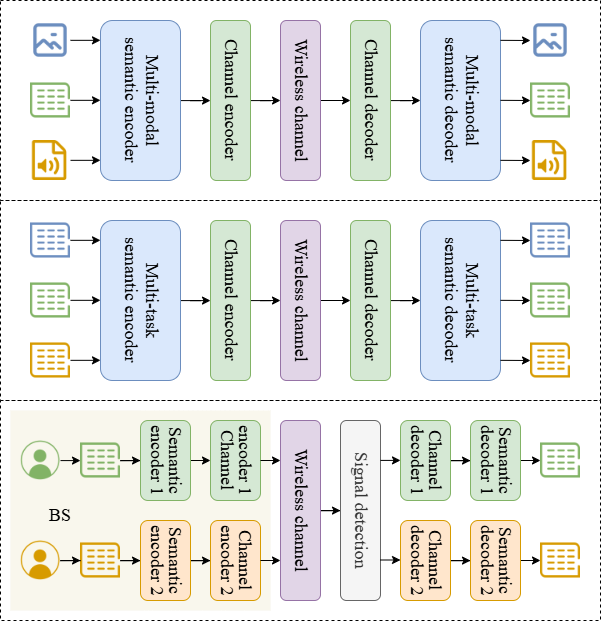 Multi-modal
semantic encoder
Channel encoder
Wireless channel
Channel decoder
Multi-modal
semantic decoder
Multi-task
semantic encoder
Channel encoder
Wireless channel
Channel decoder
Multi-task
semantic decoder
BS
Semantic
encoder 1
encoder 1
Channel
Semantic
encoder 2
Channel
encoder 2
Wireless channel
Signal detection
Channel
decoder 1
Semantic
decoder 1
Channel
decoder 2
Semantic
decoder 2